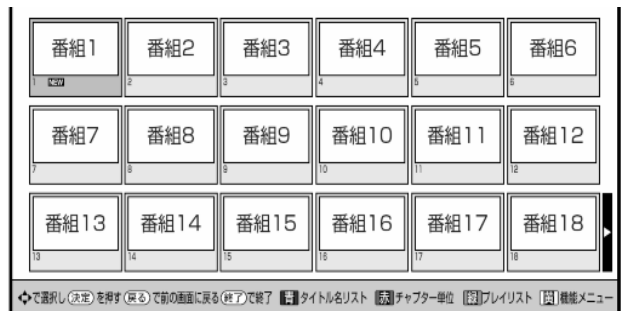 番組1 番組2 番組3 番組4 番組5 番組6
1 NEW 2 3 4 5 6
番組7 番組8 番組9 番組10 番組11 番組12
7 8 9 10 11 12
番組13 番組14 番組15 番組16 番組17 番組18
13 14 15 16 17 18
で選択し 決定 を押す 戻る で前の画面に戻る 終了 で終了 青 タイトル名リスト 赤 チャプター単位 緑 プレイリスト 黄 機能メニュー